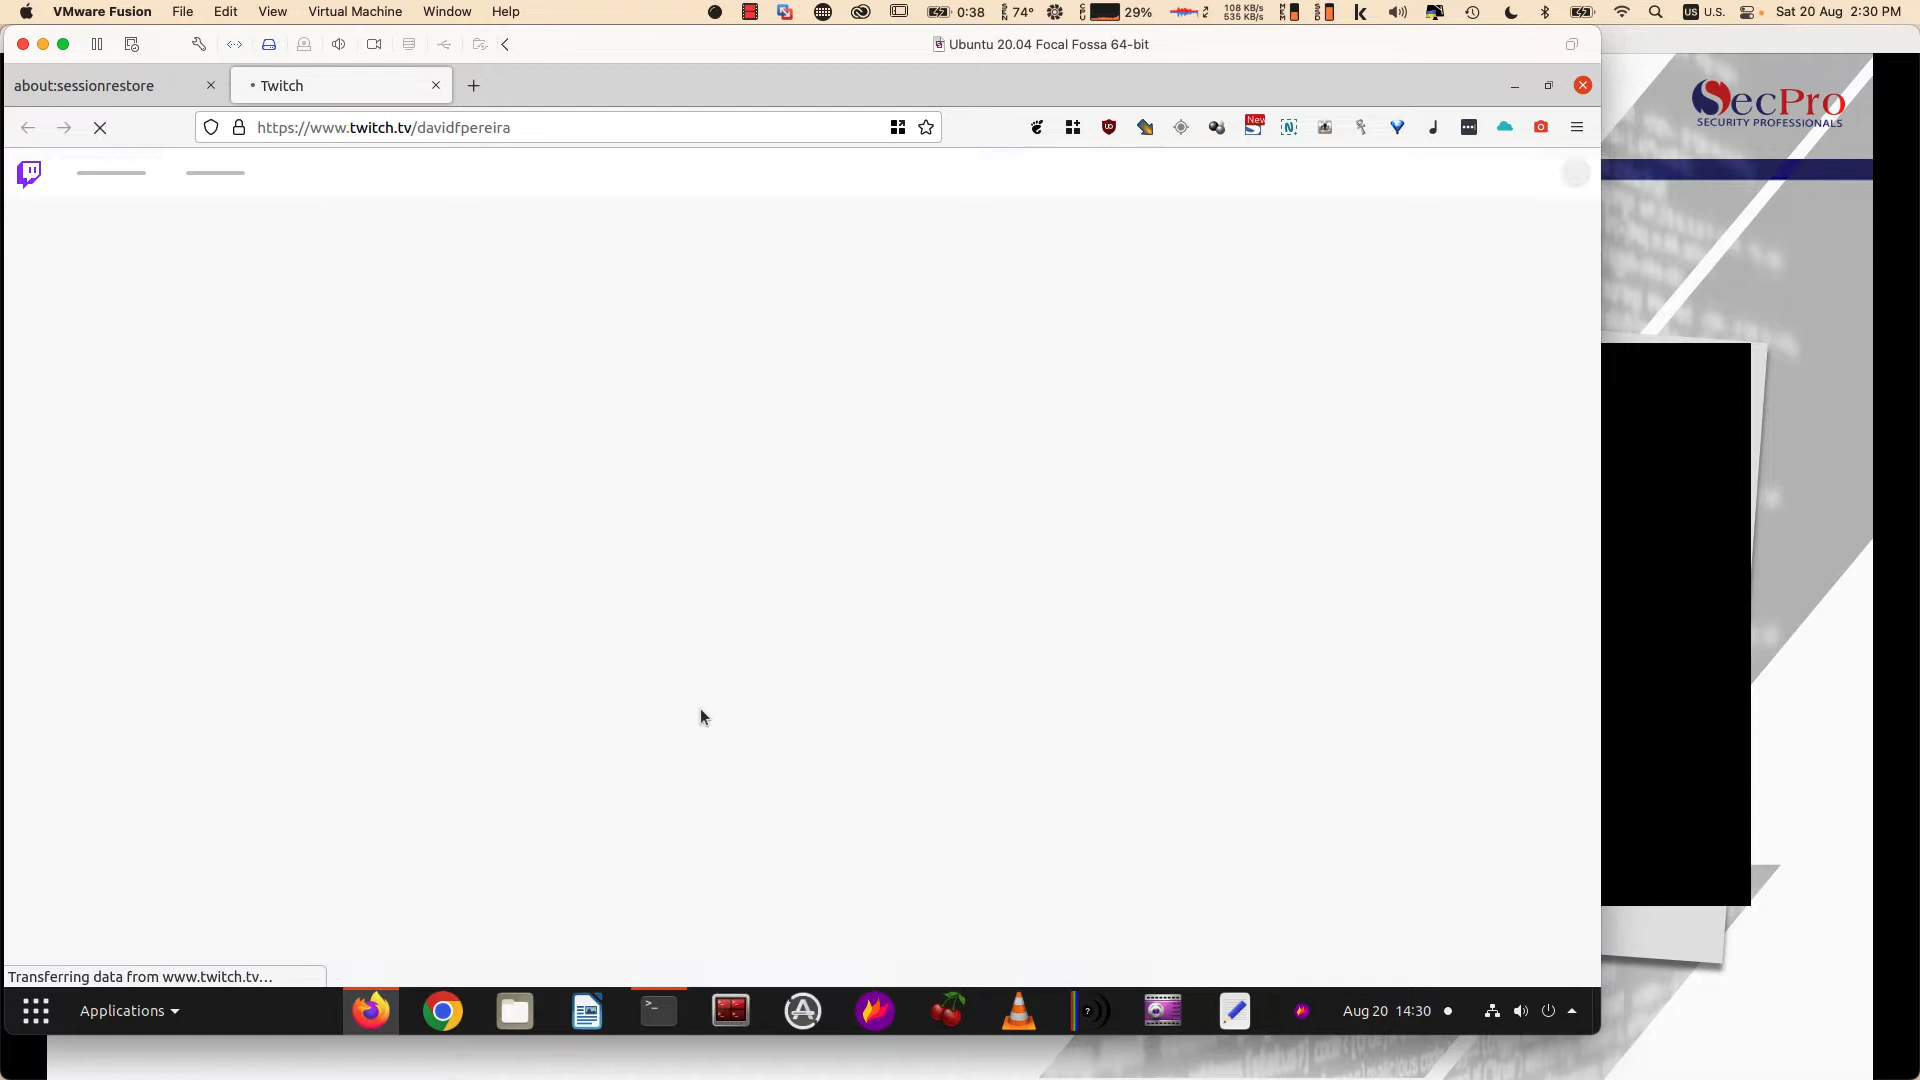 VMware Fusion File Edit View Virtual Machine Window Help 0:38 74° 29% 108 KB/s 535 KB/s U.S. Sat 20 Aug 2:30 PM
Ubuntu 20.04 Focal Fossa 64-bit
about:sessionrestore
Twitch
https://www.twitch.tv/davidfpereira
New
SecPro
SECURITY PROFESSIONALS
Transferring data from www.twitch.tv…
Applications
Aug 20 14:30